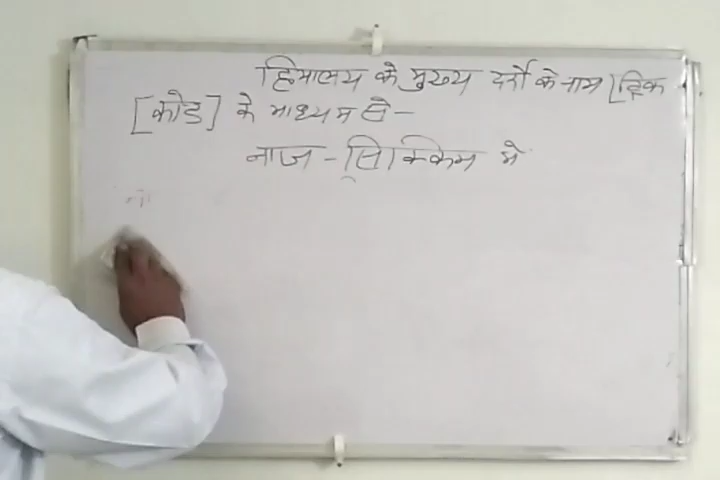 हिमालय के मुख्य दर्रो के नाम [ट्रिक
[कोड] के माध्यम से -
नाज - सिक्किम मे